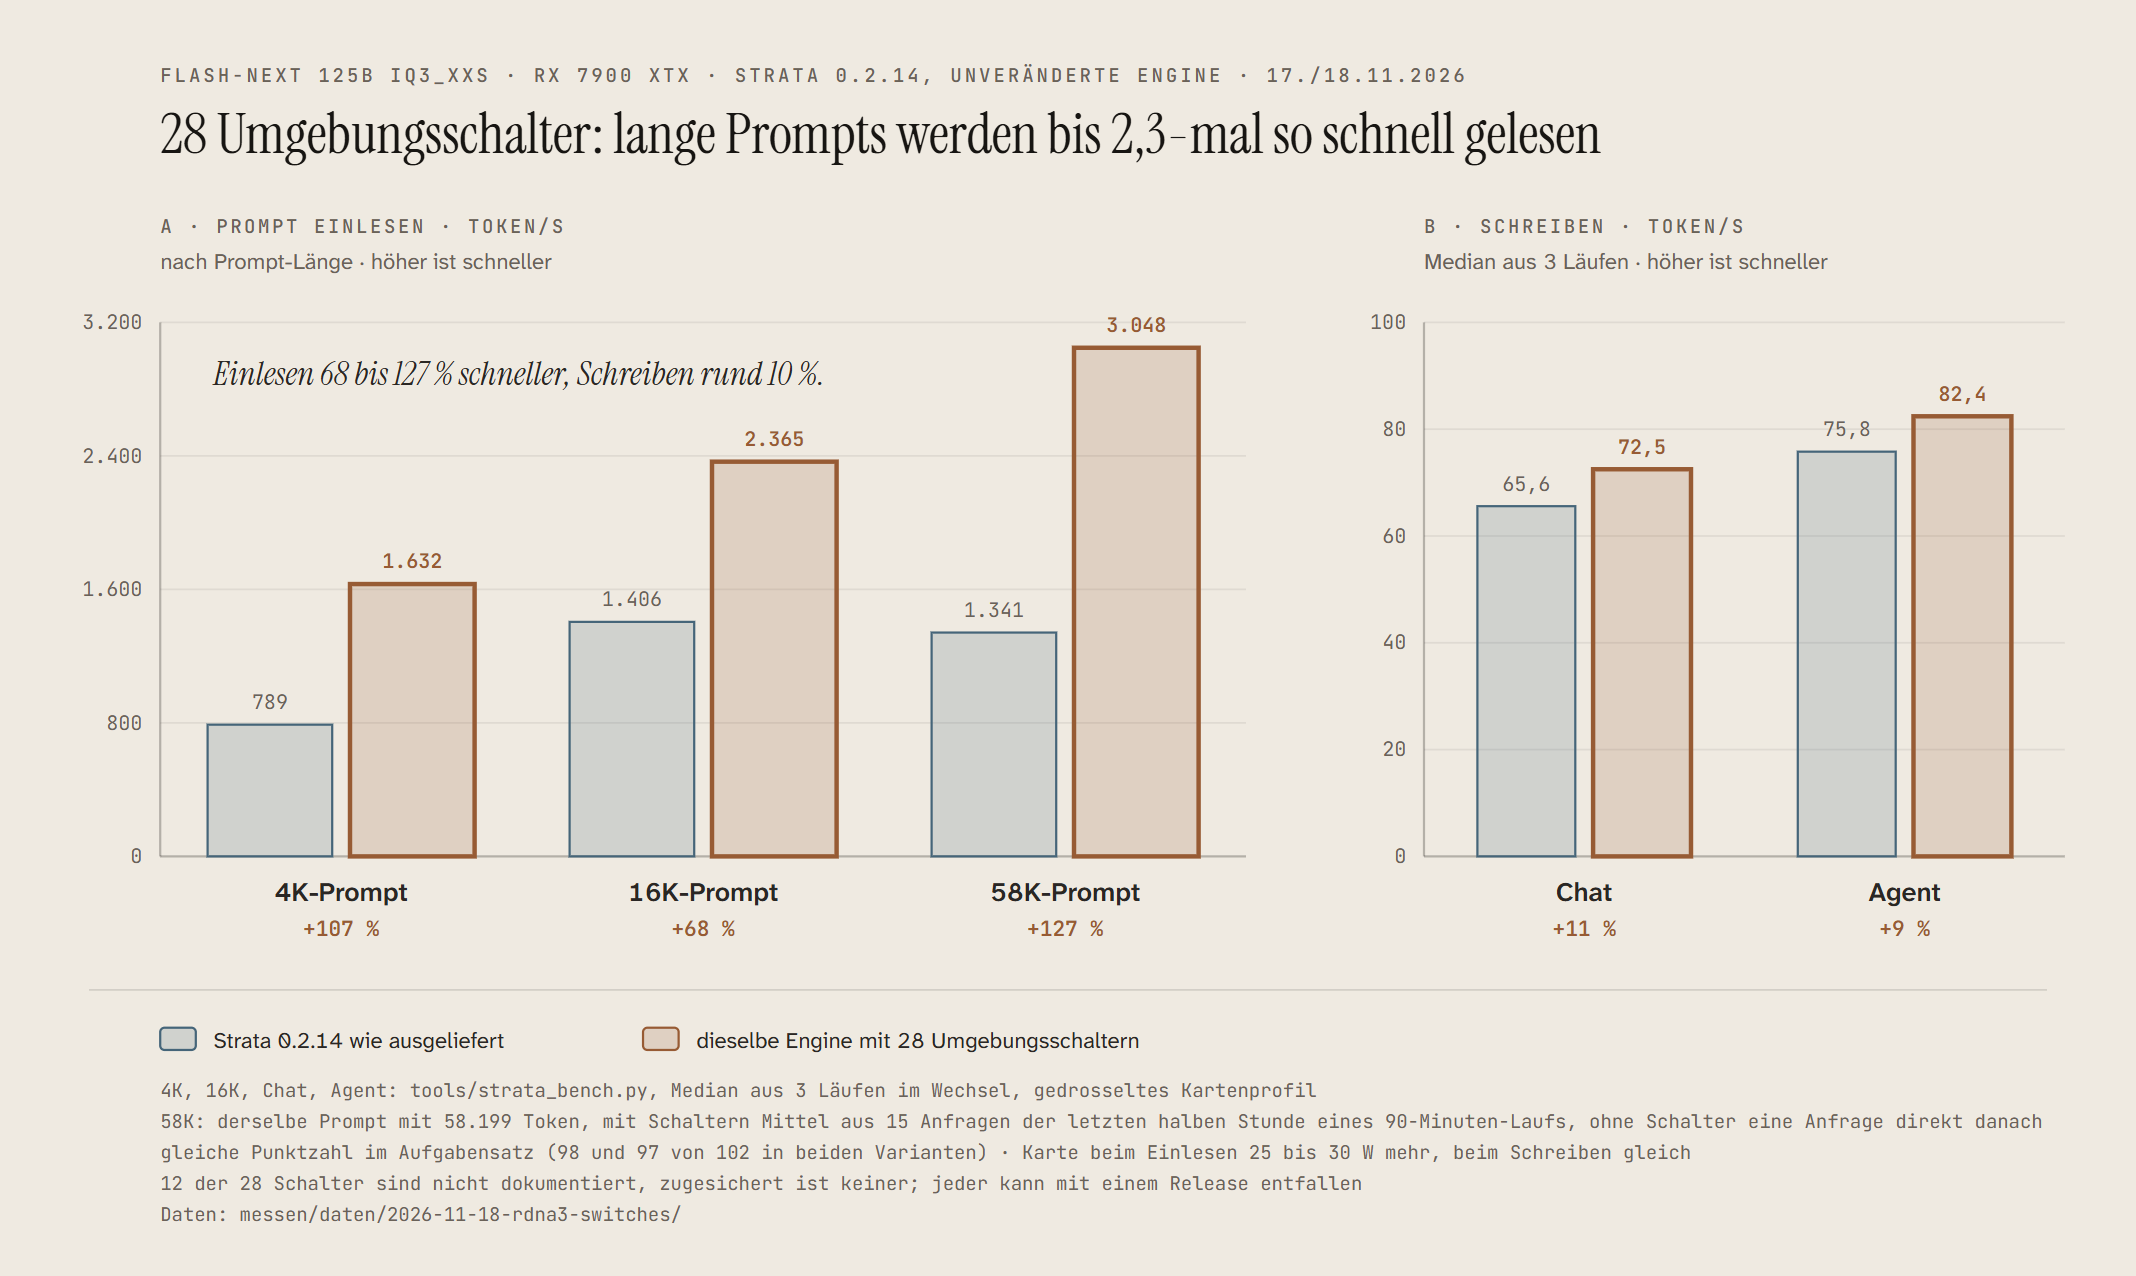 FLASH-NEXT 125B IQ3_XXS · RX 7900 XTX · STRATA 0.2.14, UNVERÄNDERTE ENGINE · 17./18.11.2026
28 Umgebungsschalter: lange Prompts werden bis 2,3-mal so schnell gelesen
A · PROMPT EINLESEN · TOKEN/S
nach Prompt-Länge · höher ist schneller
3.200
2.400
1.600
800
0
Einlesen 68 bis 127 % schneller, Schreiben rund 10 %.
789
1.632
1.406
2.365
1.341
3.048
4K-Prompt
+107 %
16K-Prompt
+68 %
58K-Prompt
+127 %
B · SCHREIBEN · TOKEN/S
Median aus 3 Läufen · höher ist schneller
100
80
60
40
20
0
65,6
72,5
75,8
82,4
Chat
+11 %
Agent
+9 %
Strata 0.2.14 wie ausgeliefert
dieselbe Engine mit 28 Umgebungsschaltern
4K, 16K, Chat, Agent: tools/strata_bench.py, Median aus 3 Läufen im Wechsel, gedrosseltes Kartenprofil
58K: derselbe Prompt mit 58.199 Token, mit Schaltern Mittel aus 15 Anfragen der letzten halben Stunde eines 90-Minuten-Laufs, ohne Schalter eine Anfrage direkt danach
gleiche Punktzahl im Aufgabensatz (98 und 97 von 102 in beiden Varianten) · Karte beim Einlesen 25 bis 30 W mehr, beim Schreiben gleich
12 der 28 Schalter sind nicht dokumentiert, zugesichert ist keiner; jeder kann mit einem Release entfallen
Daten: messen/daten/2026-11-18-rdna3-switches/